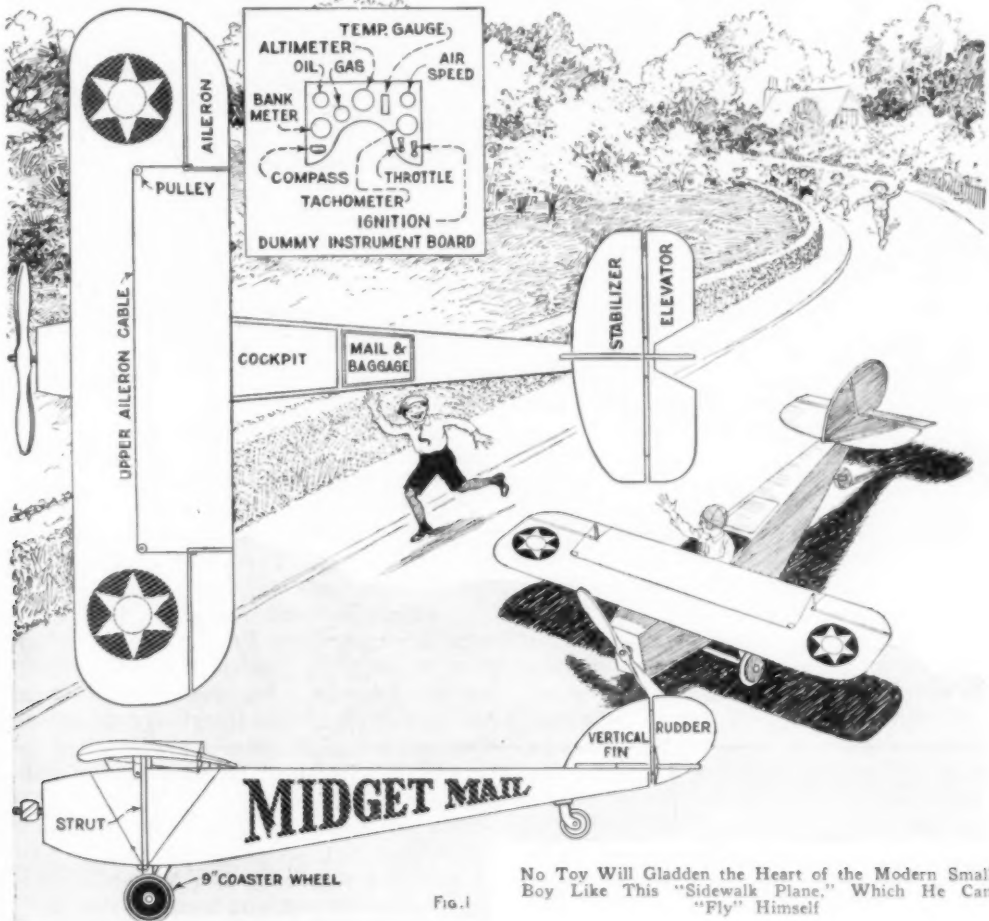 TEMP. GAUGE
ALTIMETER
OIL GAS
AIR
SPEED
BANK
METER
COMPASS
THROTTLE
TACHOMETER
IGNITION
DUMMY INSTRUMENT BOARD
AILERON
PULLEY
UPPER AILERON CABLE
COCKPIT
MAIL &
BAGGAGE
STABILIZER
ELEVATOR
VERTICAL
FIN
RUDDER
MIDGET MAIL
STRUT
9" COASTER WHEEL
FIG. 1
No Toy Will Gladden the Heart of the Modern Small
Boy Like This "Sidewalk Plane," Which He Can
"Fly" Himself